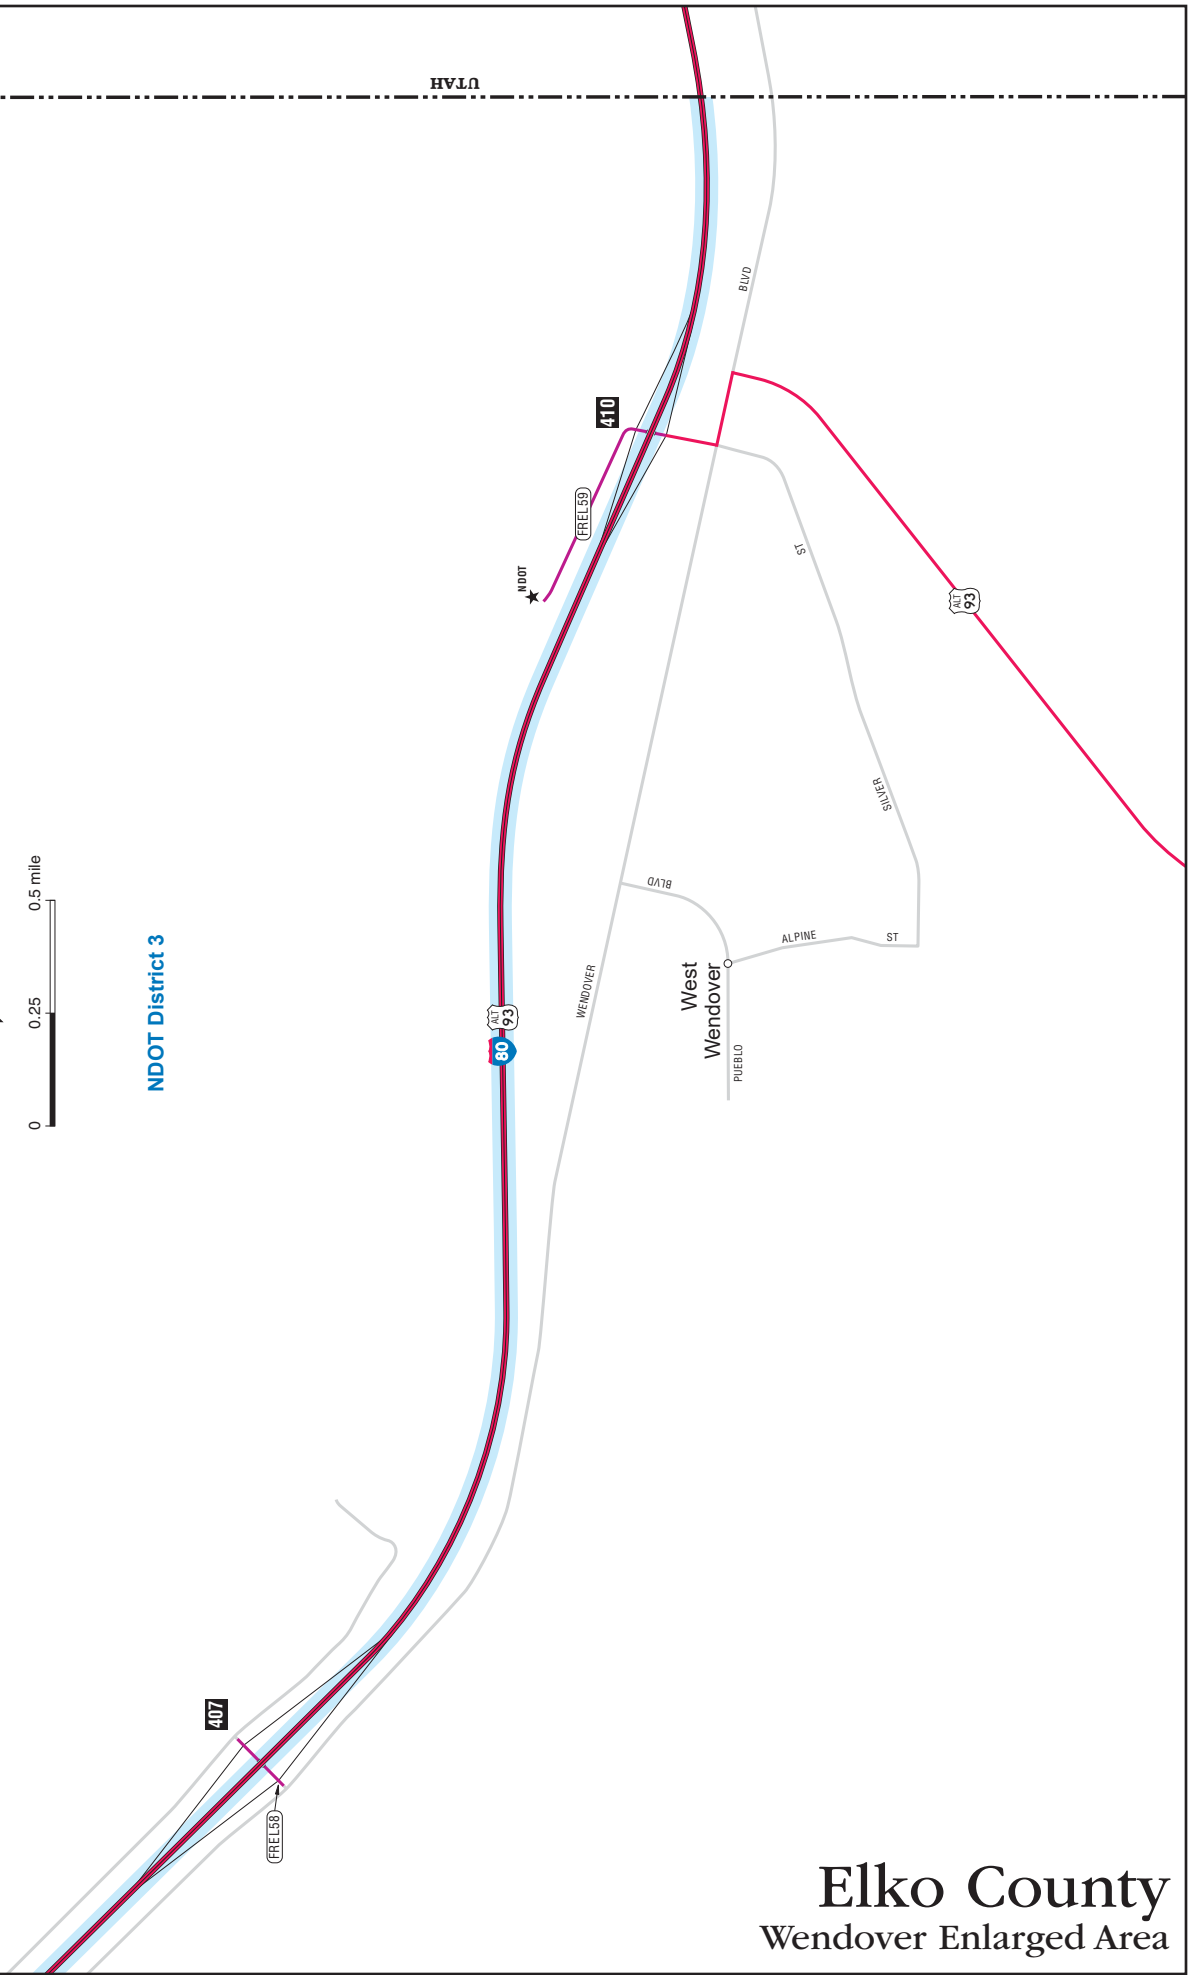 UTAH
BLVD
410
FREL59
NDOT
ST
ALT
93
SILVER
0 0.25 0.5 mile
NDOT District 3
BLVD
ALPINE ST
West
Wendover
WENDOVER
PUEBLO
ALT
93
80
407
FREL58
Elko County
Wendover Enlarged Area